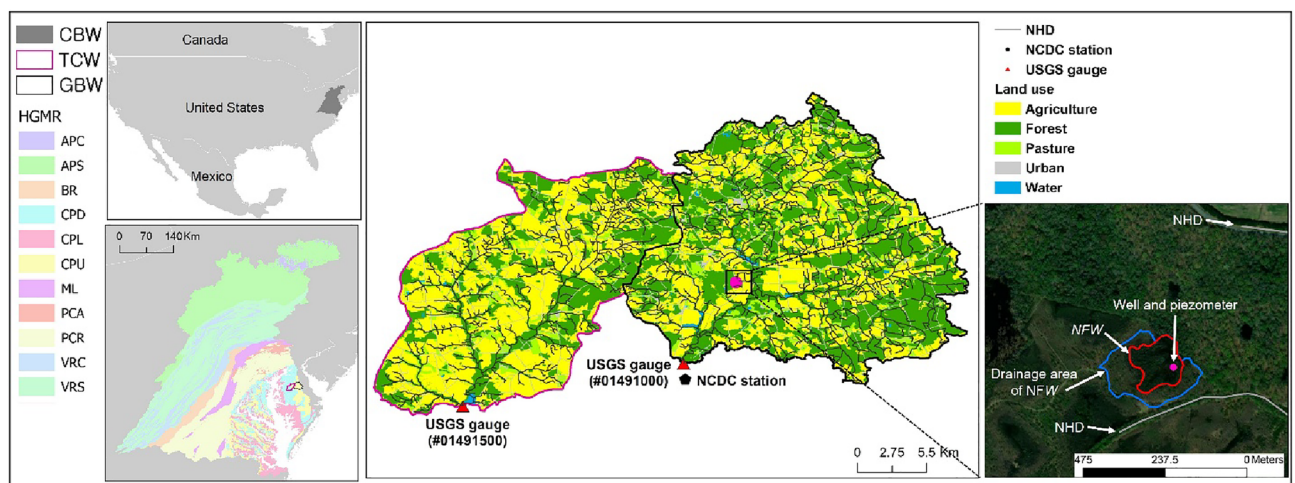 CBW
TCW
GBW
HGMR
APC
APS
BR
CPD
CPL
CPU
ML
PCA
PCR
VRC
VRS
Canada
United States
Mexico
0 70 140 Km
USGS gauge
(#01491000)
NCDC station
USGS gauge
(#01491500)
0 2.75 5.5 Km
NHD
NCDC station
USGS gauge
Land use
Agriculture
Forest
Pasture
Urban
Water
NHD
Well and piezometer
NFW
Drainage area
of NFW
NHD
475 237.5 0 Meters